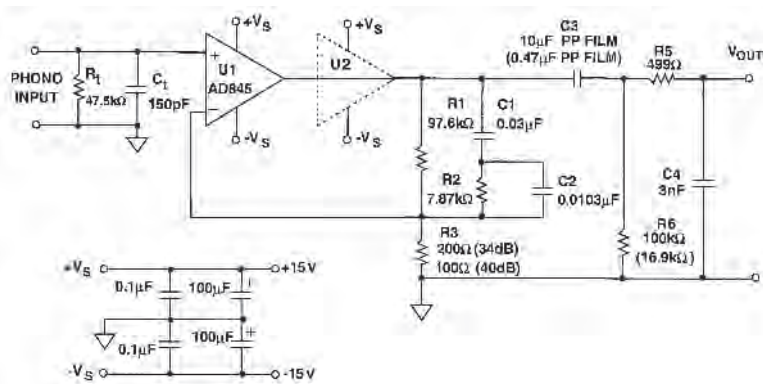 PHONO
INPUT
Rt
47.5kΩ
Ct
150pF
+VS
+
U1
AD845
−
-VS
+VS
U2
-VS
R1
97.6kΩ
C1
0.03µF
R2
7.87kΩ
C2
0.0103µF
R3
200Ω (34dB)
100Ω (40dB)
C3
10µF PP FILM
(0.47µF PP FILM)
R5
499Ω
VOUT
C4
3nF
R6
100kΩ
(16.9kΩ)
+VS
+15V
0.1µF
100µF
+
0.1µF
100µF
+
-VS
-15V